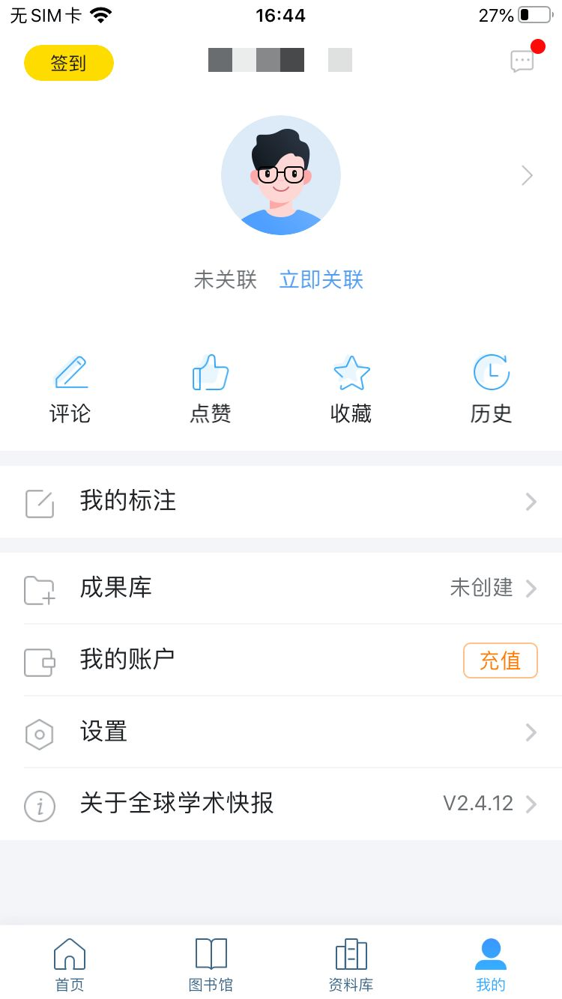 无SIM卡 16:44 27%
签到
未关联 立即关联
评论 点赞 收藏 历史
我的标注
成果库 未创建
我的账户 充值
设置
关于全球学术快报 V2.4.12
首页 图书馆 资料库 我的